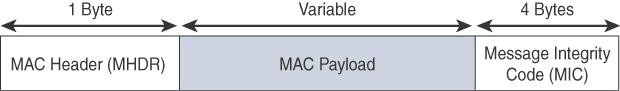 1 Byte Variable 4 Bytes
MAC Header (MHDR) MAC Payload Message Integrity
Code (MIC)